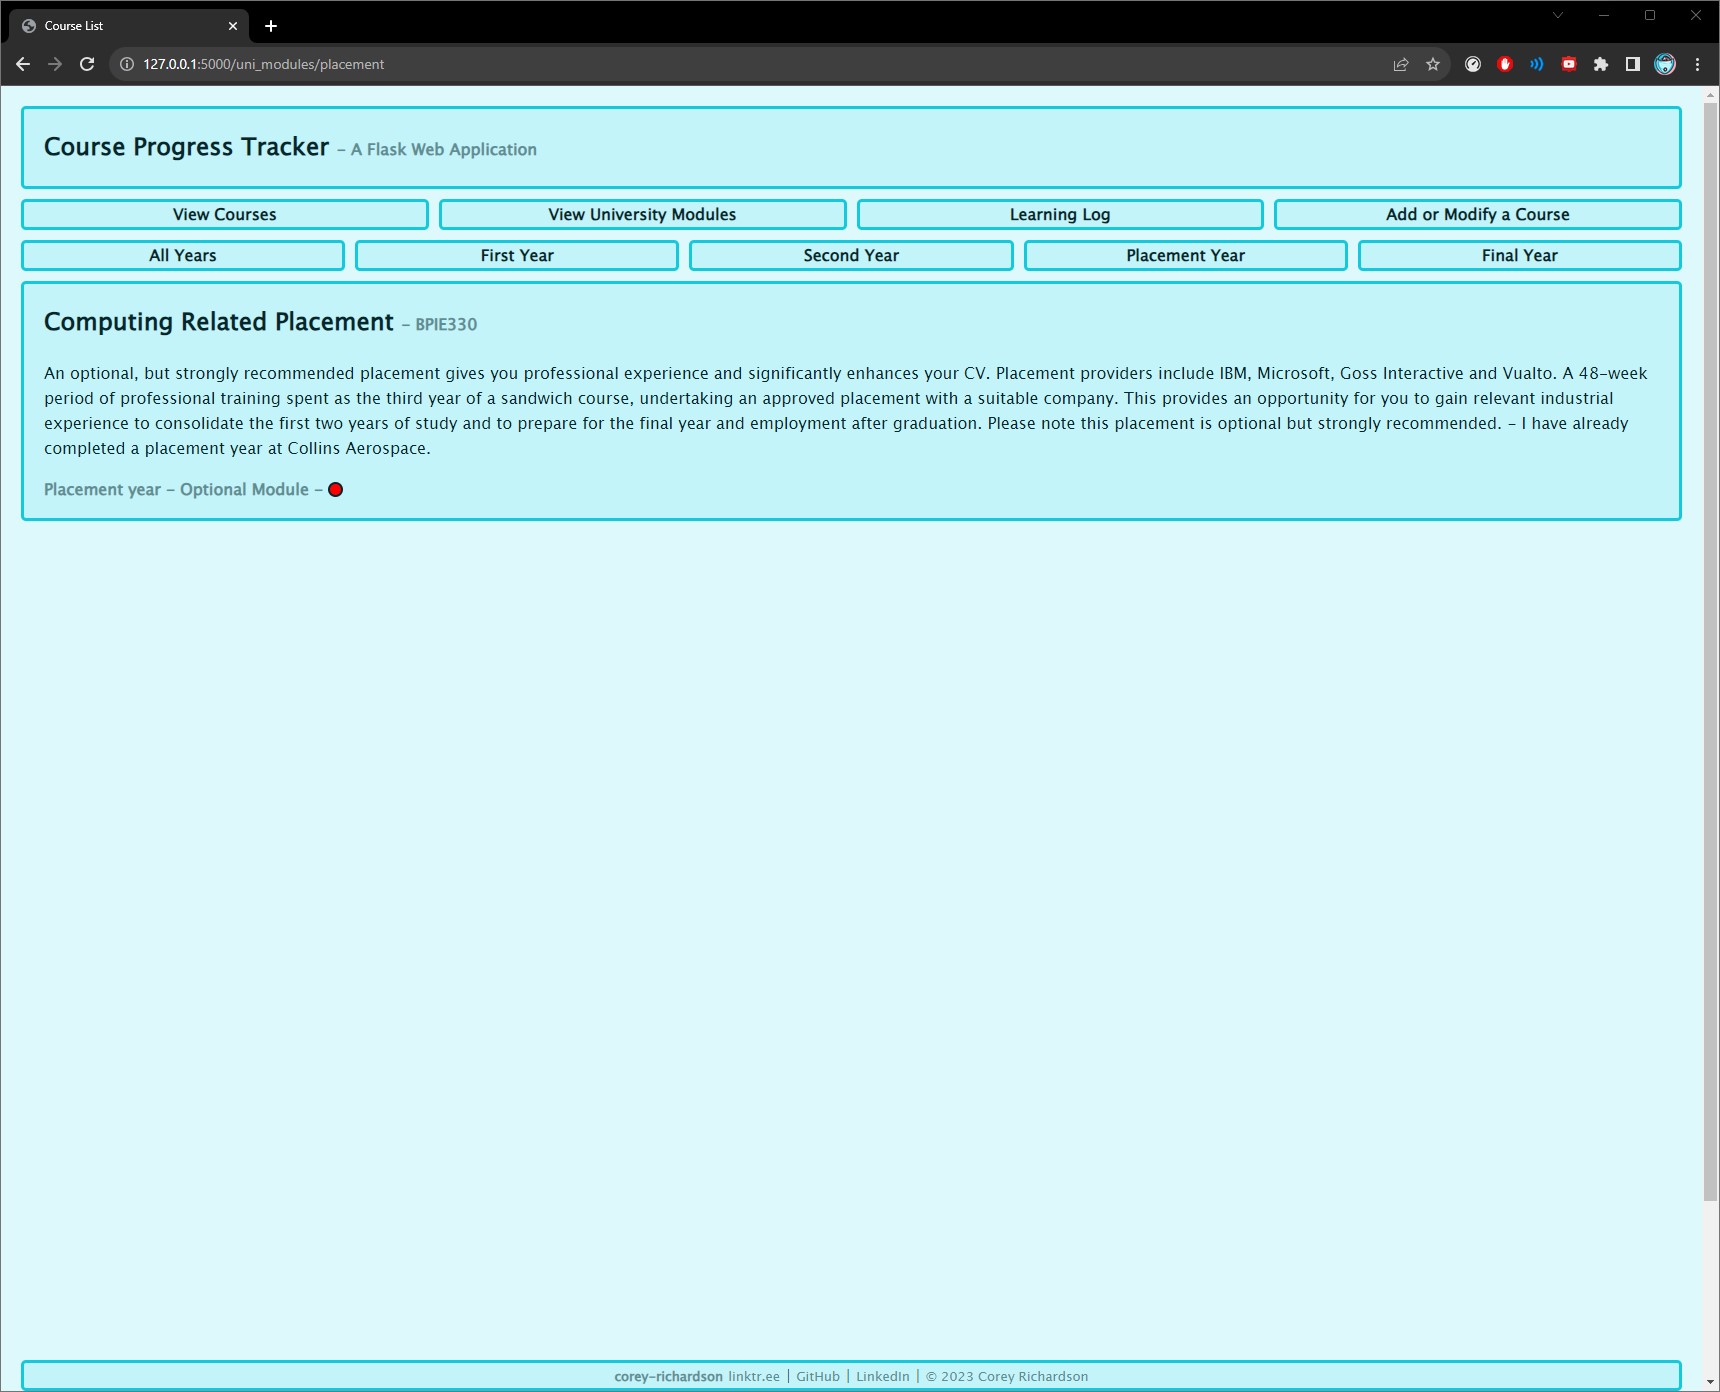 Course List
127.0.0.1:5000/uni_modules/placement
Course Progress Tracker - A Flask Web Application
View Courses
View University Modules
Learning Log
Add or Modify a Course
All Years
First Year
Second Year
Placement Year
Final Year
Computing Related Placement - BPIE330
An optional, but strongly recommended placement gives you professional experience and significantly enhances your CV. Placement providers include IBM, Microsoft, Goss Interactive and Vualto. A 48-week
period of professional training spent as the third year of a sandwich course, undertaking an approved placement with a suitable company. This provides an opportunity for you to gain relevant industrial
experience to consolidate the first two years of study and to prepare for the final year and employment after graduation. Please note this placement is optional but strongly recommended. - I have already
completed a placement year at Collins Aerospace.
Placement year - Optional Module -
corey-richardson linktr.ee | GitHub | LinkedIn | © 2023 Corey Richardson